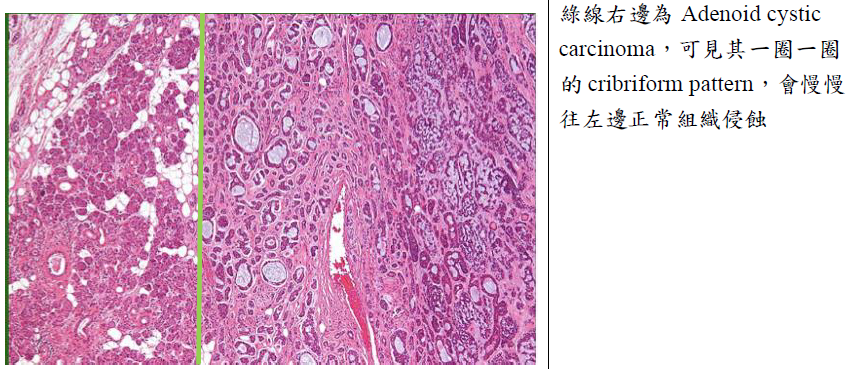 綠線右邊為 Adenoid cystic
carcinoma，可見其一圈一圈
的 cribriform pattern，會慢慢
往左邊正常組織侵蝕